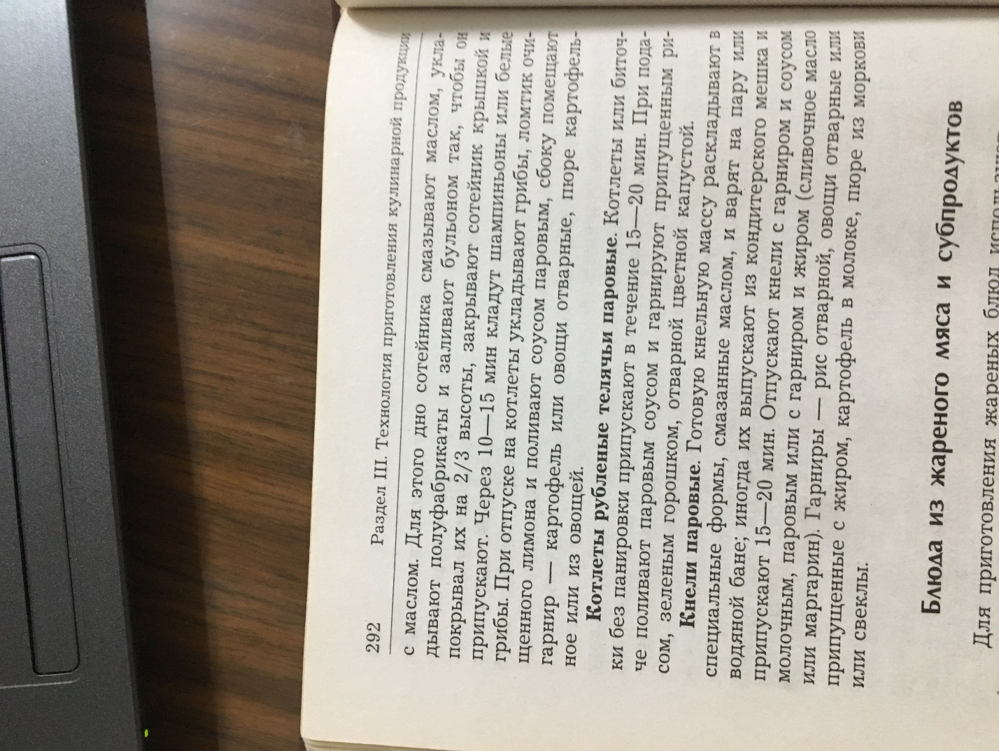 292 Раздел III. Технология приготовления кулинарной продукции
с маслом. Для этого дно сотейника смазывают маслом, укла-
дывают полуфабрикаты и заливают бульоном так, чтобы он
покрывал их на 2/3 высоты, закрывают сотейник крышкой и
припускают. Через 10—15 мин кладут шампиньоны или белые
грибы. При отпуске на котлеты укладывают грибы, ломтик очи-
щенного лимона и поливают соусом паровым, сбоку помещают
гарнир — картофель или овощи отварные, пюре картофель-
ное или из овощей.
Котлеты рубленые телячьи паровые. Котлеты или биточ-
ки без панировки припускают в течение 15—20 мин. При пода-
че поливают паровым соусом и гарнируют припущенным ри-
сом, зеленым горошком, отварной цветной капустой.
Кнели паровые. Готовую кнельную массу раскладывают в
специальные формы, смазанные маслом, и варят на пару или
водяной бане; иногда их выпускают из кондитерского мешка и
припускают 15—20 мин. Отпускают кнели с гарниром и соусом
молочным, паровым или с гарниром и жиром (сливочное масло
или маргарин). Гарниры — рис отварной, овощи отварные или
припущенные с жиром, картофель в молоке, пюре из моркови
или свеклы.
Блюда из жареного мяса и субпродуктов
Для приготовления жареных блюд